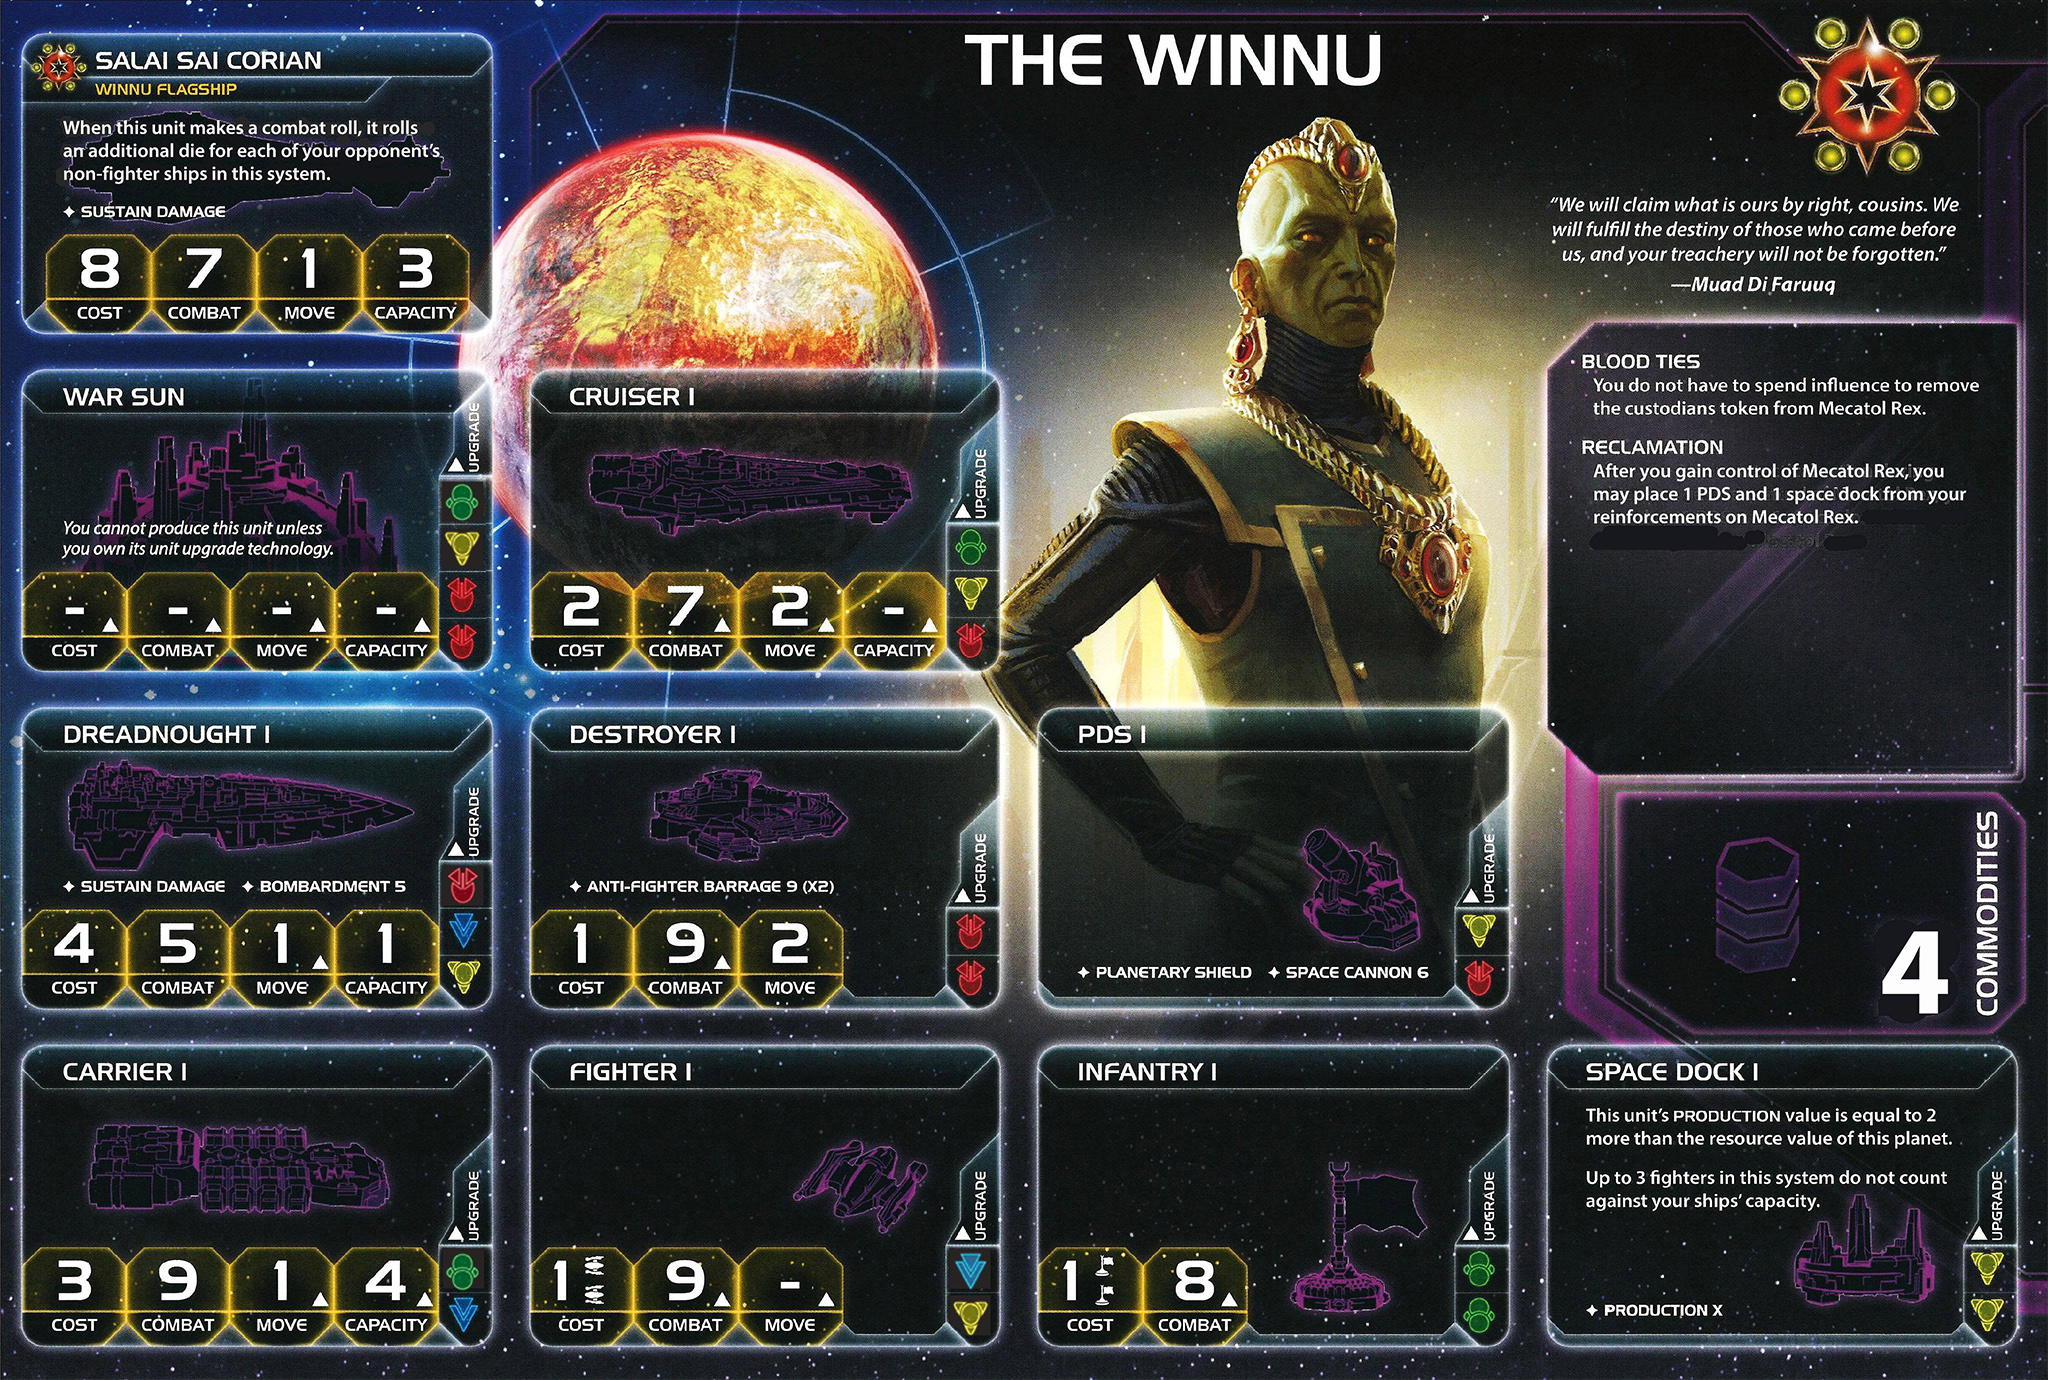 THE WINNU
SALAI SAI CORIAN
WINNU FLAGSHIP
When this unit makes a combat roll, it rolls
an additional die for each of your opponent's
non-fighter ships in this system.
SUSTAIN DAMAGE
8 7 1 3
COST COMBAT MOVE CAPACITY
"We will claim what is ours by right, cousins. We
will fulfill the destiny of those who came before
us, and your treachery will not be forgotten."
—Muad Di Faruuq
BLOOD TIES
You do not have to spend influence to remove
the custodians token from Mecatol Rex.
RECLAMATION
After you gain control of Mecatol Rex, you
may place 1 PDS and 1 space dock from your
reinforcements on Mecatol Rex.
WAR SUN
UPGRADE
You cannot produce this unit unless
you own its unit upgrade technology.
- - - -
COST COMBAT MOVE CAPACITY
CRUISER I
UPGRADE
2 7 2 -
COST COMBAT MOVE CAPACITY
DREADNOUGHT I
UPGRADE
SUSTAIN DAMAGE BOMBARDMENT 5
4 5 1 1
COST COMBAT MOVE CAPACITY
DESTROYER I
UPGRADE
ANTI-FIGHTER BARRAGE 9 (X2)
1 9 2
COST COMBAT MOVE
PDS I
UPGRADE
PLANETARY SHIELD SPACE CANNON 6
4
COMMODITIES
CARRIER I
UPGRADE
3 9 1 4
COST COMBAT MOVE CAPACITY
FIGHTER I
UPGRADE
1 9 -
COST COMBAT MOVE
INFANTRY I
UPGRADE
1 8
COST COMBAT
SPACE DOCK I
This unit's PRODUCTION value is equal to 2
more than the resource value of this planet.
Up to 3 fighters in this system do not count
against your ships' capacity.
UPGRADE
PRODUCTION X